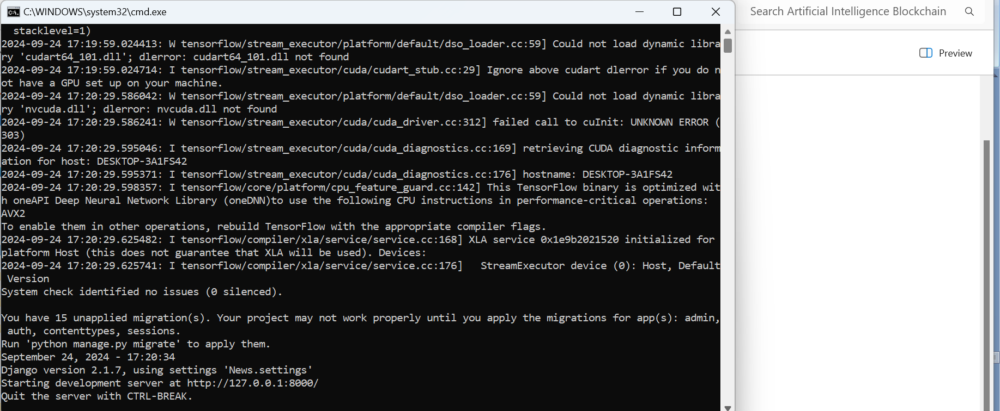 C:\WINDOWS\system32\cmd.exe
Search Artificial Intelligence Blockchain
Preview
stacklevel=1)
2024-09-24 17:19:59.024413: W tensorflow/stream_executor/platform/default/dso_loader.cc:59] Could not load dynamic libra
ry 'cudart64_101.dll'; dlerror: cudart64_101.dll not found
2024-09-24 17:19:59.024714: I tensorflow/stream_executor/cuda/cudart_stub.cc:29] Ignore above cudart dlerror if you do n
ot have a GPU set up on your machine.
2024-09-24 17:20:29.586042: W tensorflow/stream_executor/platform/default/dso_loader.cc:59] Could not load dynamic libra
ry 'nvcuda.dll'; dlerror: nvcuda.dll not found
2024-09-24 17:20:29.586241: W tensorflow/stream_executor/cuda/cuda_driver.cc:312] failed call to cuInit: UNKNOWN ERROR (
303)
2024-09-24 17:20:29.595046: I tensorflow/stream_executor/cuda/cuda_diagnostics.cc:169] retrieving CUDA diagnostic inform
ation for host: DESKTOP-3A1FS42
2024-09-24 17:20:29.595371: I tensorflow/stream_executor/cuda/cuda_diagnostics.cc:176] hostname: DESKTOP-3A1FS42
2024-09-24 17:20:29.598357: I tensorflow/core/platform/cpu_feature_guard.cc:142] This TensorFlow binary is optimized wit
h oneAPI Deep Neural Network Library (oneDNN)to use the following CPU instructions in performance-critical operations:
AVX2
To enable them in other operations, rebuild TensorFlow with the appropriate compiler flags.
2024-09-24 17:20:29.625482: I tensorflow/compiler/xla/service/service.cc:168] XLA service 0x1e9b2021520 initialized for
platform Host (this does not guarantee that XLA will be used). Devices:
2024-09-24 17:20:29.625741: I tensorflow/compiler/xla/service/service.cc:176]   StreamExecutor device (0): Host, Default
Version
System check identified no issues (0 silenced).
You have 15 unapplied migration(s). Your project may not work properly until you apply the migrations for app(s): admin,
auth, contenttypes, sessions.
Run 'python manage.py migrate' to apply them.
September 24, 2024 - 17:20:34
Django version 2.1.7, using settings 'News.settings'
Starting development server at http://127.0.0.1:8000/
Quit the server with CTRL-BREAK.